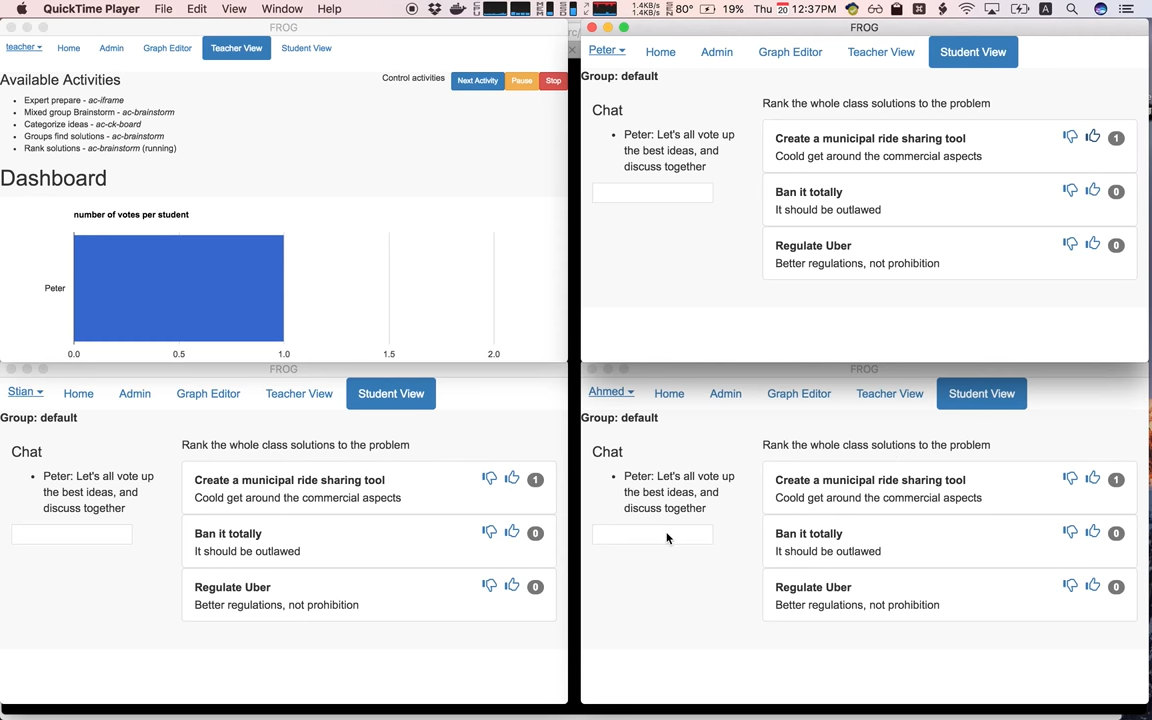 QuickTime Player File Edit View Window Help
1.4KB/s
1.4KB/s
80° 19% Thu 20 12:37PM
FROG
teacher Home Admin Graph Editor Teacher View Student View
Available Activities
Control activities Next Activity Pause Stop
Expert prepare - ac-iframe
Mixed group Brainstorm - ac-brainstorm
Categorize ideas - ac-ck-board
Groups find solutions - ac-brainstorm
Rank solutions - ac-brainstorm (running)
Dashboard
number of votes per student
Peter
0.0 0.5 1.0 1.5 2.0
FROG
Peter Home Admin Graph Editor Teacher View Student View
Group: default
Chat
Peter: Let's all vote up
the best ideas, and
discuss together
Rank the whole class solutions to the problem
Create a municipal ride sharing tool 1
Coold get around the commercial aspects
Ban it totally 0
It should be outlawed
Regulate Uber 0
Better regulations, not prohibition
FROG
Stian Home Admin Graph Editor Teacher View Student View
Group: default
Chat
Peter: Let's all vote up
the best ideas, and
discuss together
Rank the whole class solutions to the problem
Create a municipal ride sharing tool 1
Coold get around the commercial aspects
Ban it totally 0
It should be outlawed
Regulate Uber 0
Better regulations, not prohibition
FROG
Ahmed Home Admin Graph Editor Teacher View Student View
Group: default
Chat
Peter: Let's all vote up
the best ideas, and
discuss together
Rank the whole class solutions to the problem
Create a municipal ride sharing tool 1
Coold get around the commercial aspects
Ban it totally 0
It should be outlawed
Regulate Uber 0
Better regulations, not prohibition